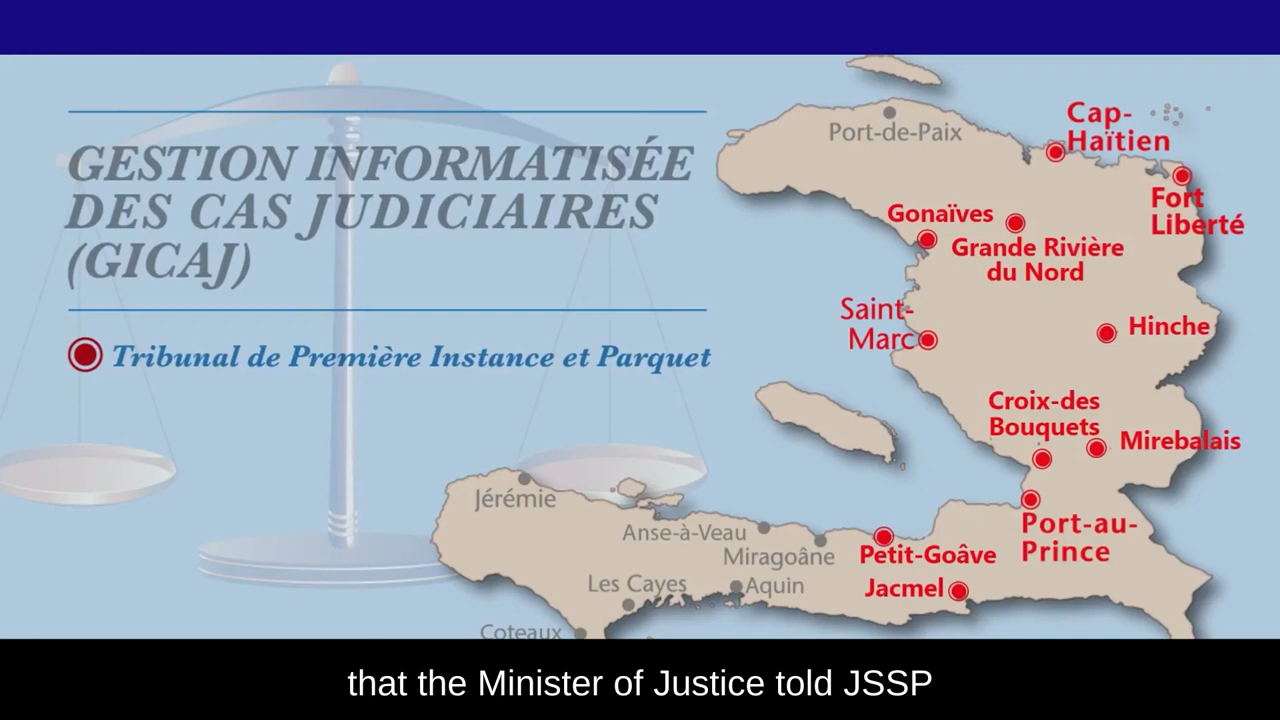 GESTION INFORMATISÉE
DES CAS JUDICIAIRES
(GICAJ)
Tribunal de Première Instance et Parquet
Port-de-Paix
Cap-
Haïtien
Fort
Liberté
Gonaïves
Grande Rivière
du Nord
Saint-
Marc
Hinche
Croix-des
Bouquets
Mirebalais
Jérémie
Anse-à-Veau
Miragoâne
Petit-Goâve
Port-au-
Prince
Les Cayes
Aquin
Jacmel
Coteaux
that the Minister of Justice told JSSP